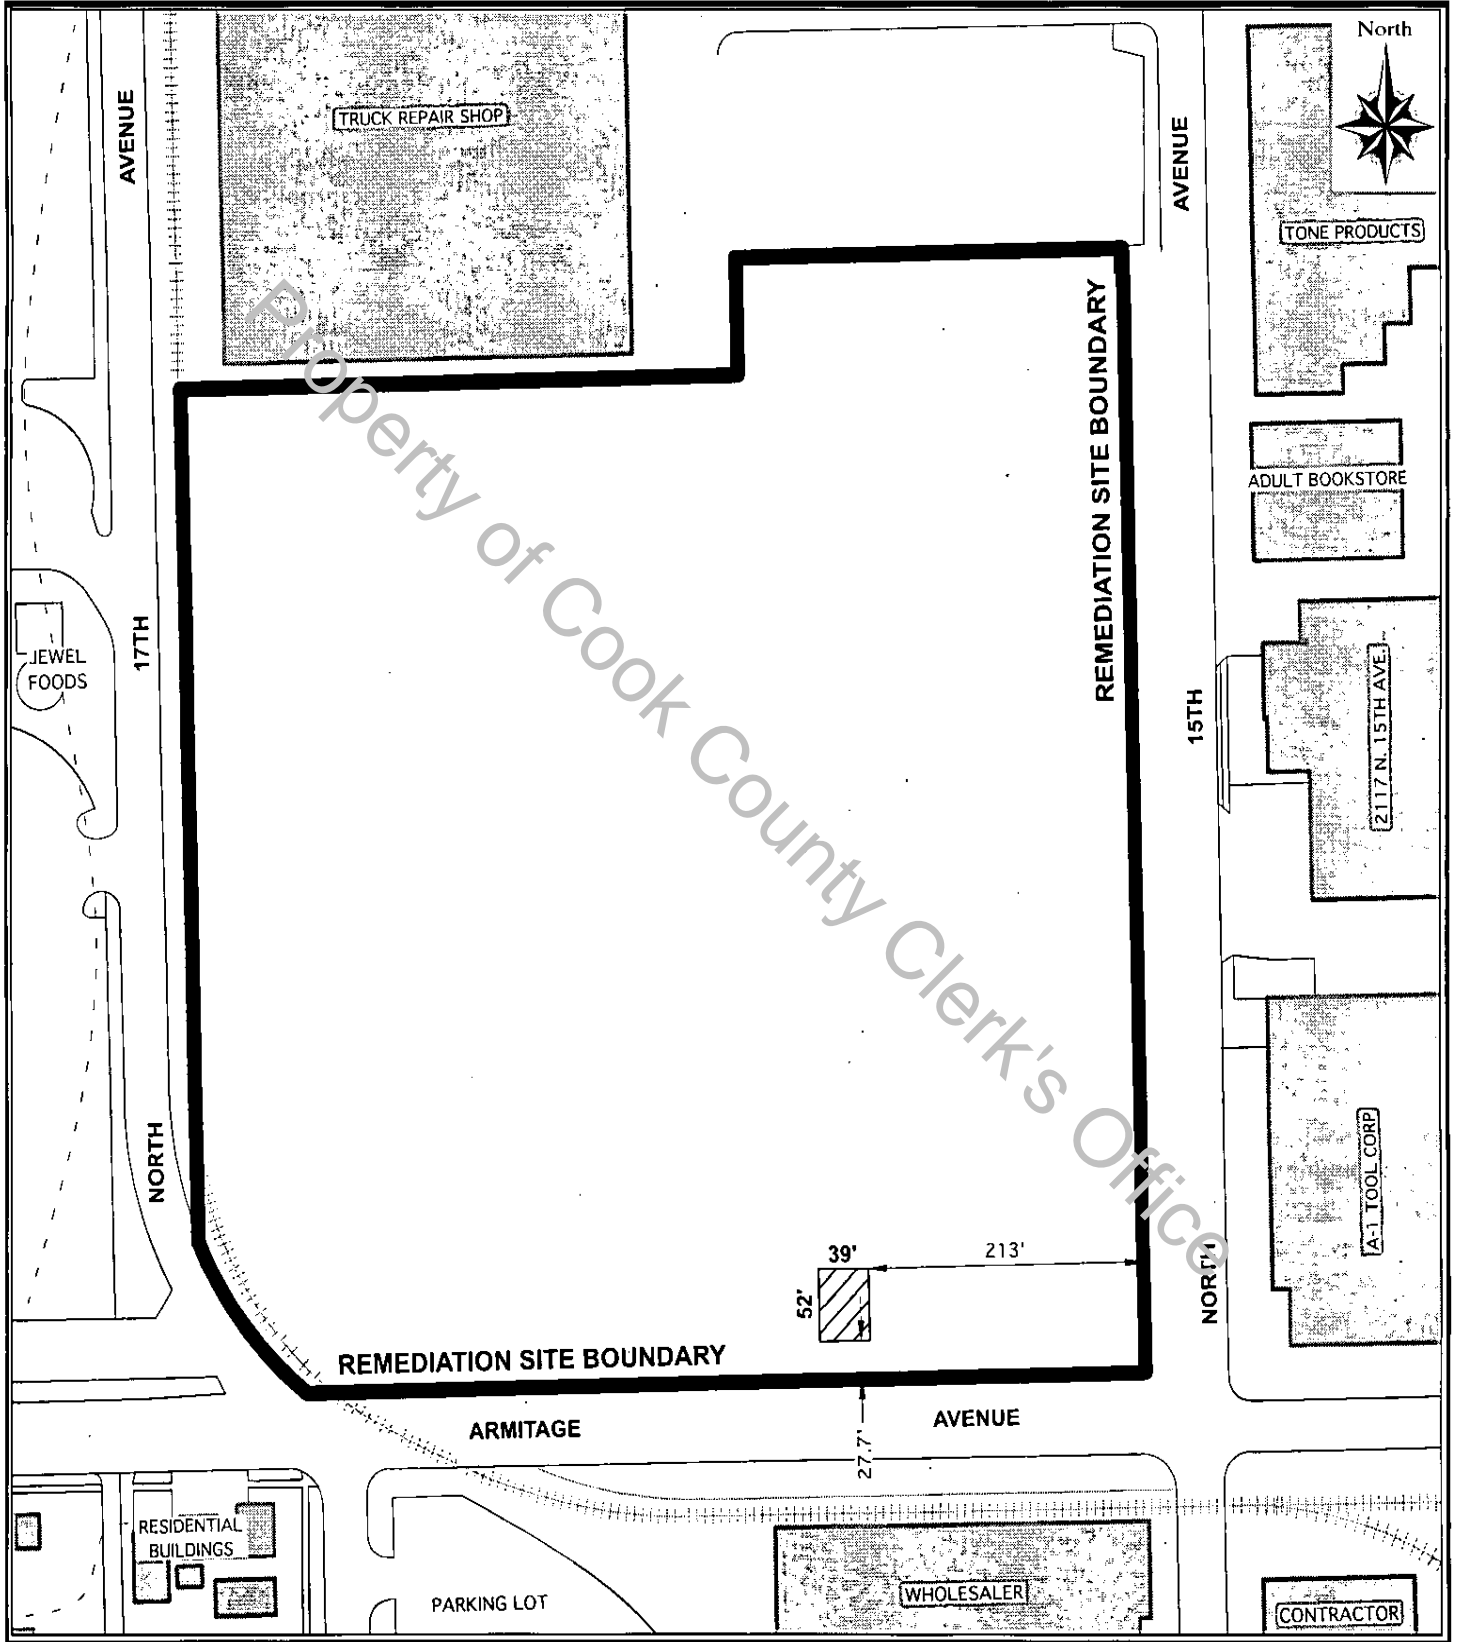 North
AVENUE
TRUCK REPAIR SHOP
AVENUE
TONE PRODUCTS
REMEDIATION SITE BOUNDARY
ADULT BOOKSTORE
17TH
JEWEL
FOODS
15TH
2117 N. 15TH AVE.
Property of Cook County Clerk's Office
NORTH
A-1 TOOL CORP
39'
213'
52'
NORTH
REMEDIATION SITE BOUNDARY
ARMITAGE
AVENUE
27.7'
RESIDENTIAL
BUILDINGS
PARKING LOT
WHOLESALER
CONTRACTOR